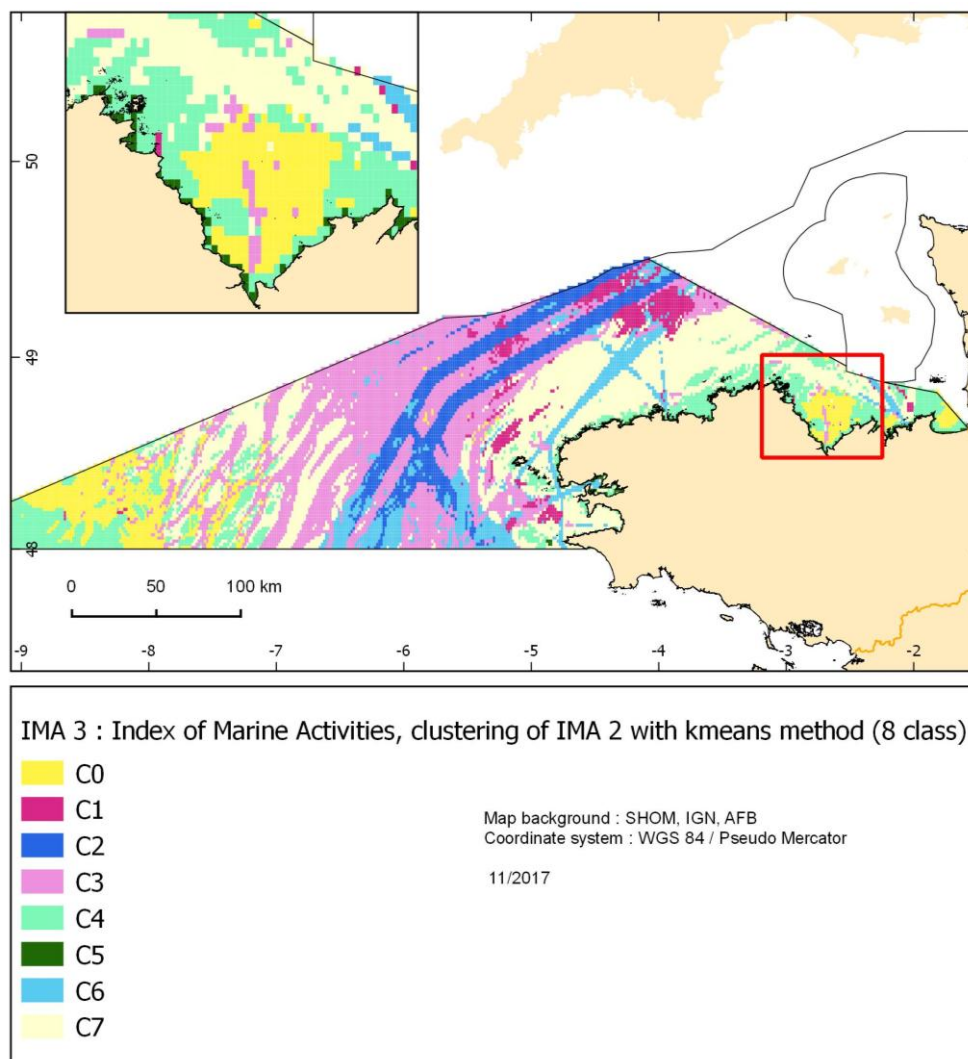 50
49
48
0 50 100 km
-9 -8 -7 -6 -5 -4 -3 -2
IMA 3 : Index of Marine Activities, clustering of IMA 2 with kmeans method (8 class)
C0
C1
C2
C3
C4
C5
C6
C7
Map background : SHOM, IGN, AFB
Coordinate system : WGS 84 / Pseudo Mercator
11/2017